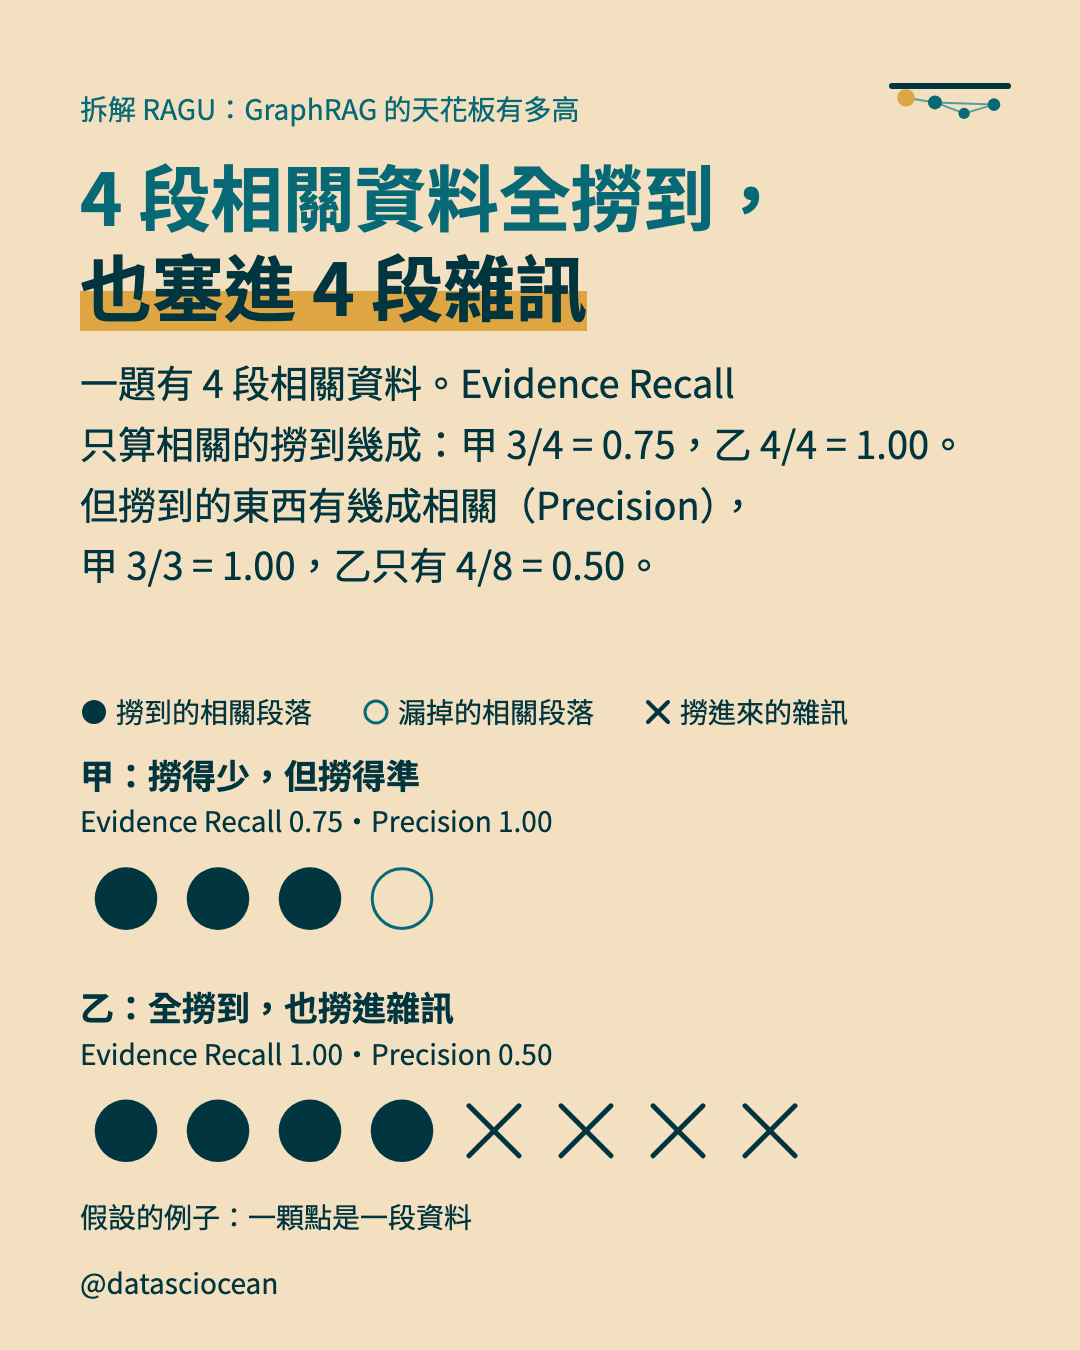 拆解 RAGU：GraphRAG 的天花板有多高
4 段相關資料全撈到，
也塞進 4 段雜訊
一題有 4 段相關資料。Evidence Recall
只算相關的撈到幾成：甲 3/4 = 0.75，乙 4/4 = 1.00。
但撈到的東西有幾成相關（Precision），
甲 3/3 = 1.00，乙只有 4/8 = 0.50。
撈到的相關段落 漏掉的相關段落 撈進來的雜訊
甲：撈得少，但撈得準
Evidence Recall 0.75・Precision 1.00
乙：全撈到，也撈進雜訊
Evidence Recall 1.00・Precision 0.50
假設的例子：一顆點是一段資料
@datasciocean